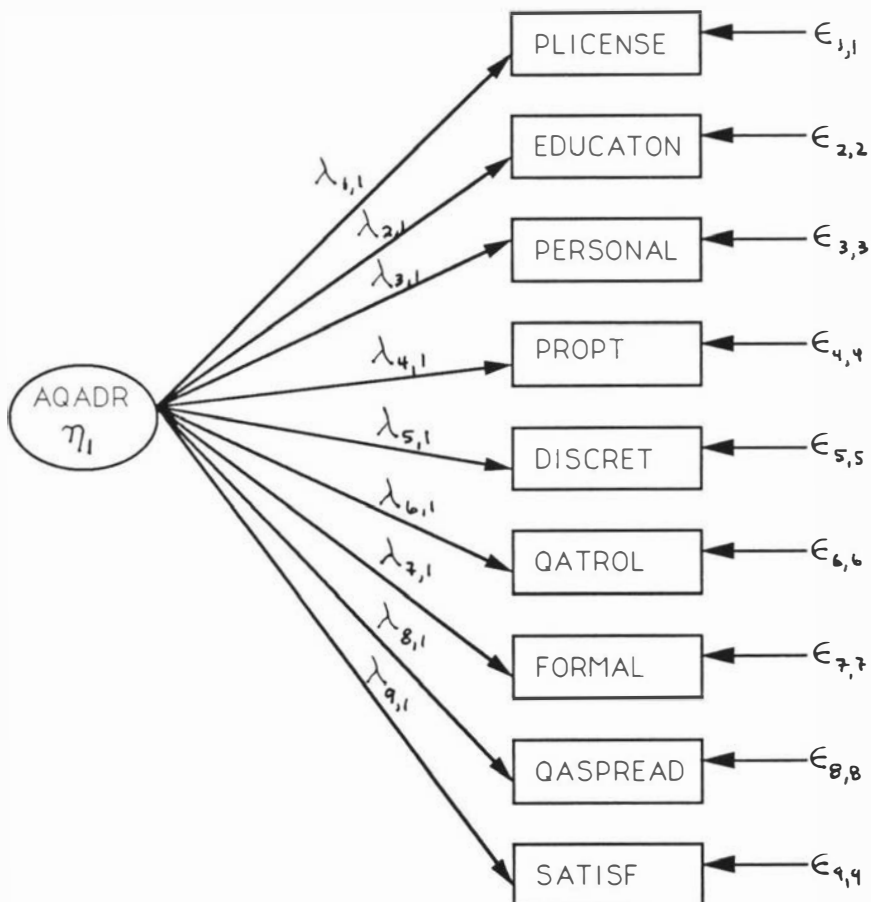 PLICENSE
ϵ1,1
λ1,1
EDUCATON
ϵ2,2
λ2,1
PERSONAL
ϵ3,3
λ3,1
PROPT
ϵ4,4
λ4,1
AQADR
η1
DISCRET
ϵ5,5
λ5,1
QATROL
ϵ6,6
λ6,1
FORMAL
ϵ7,7
λ7,1
QASPREAD
ϵ8,8
λ8,1
SATISF
ϵ9,9
λ9,1